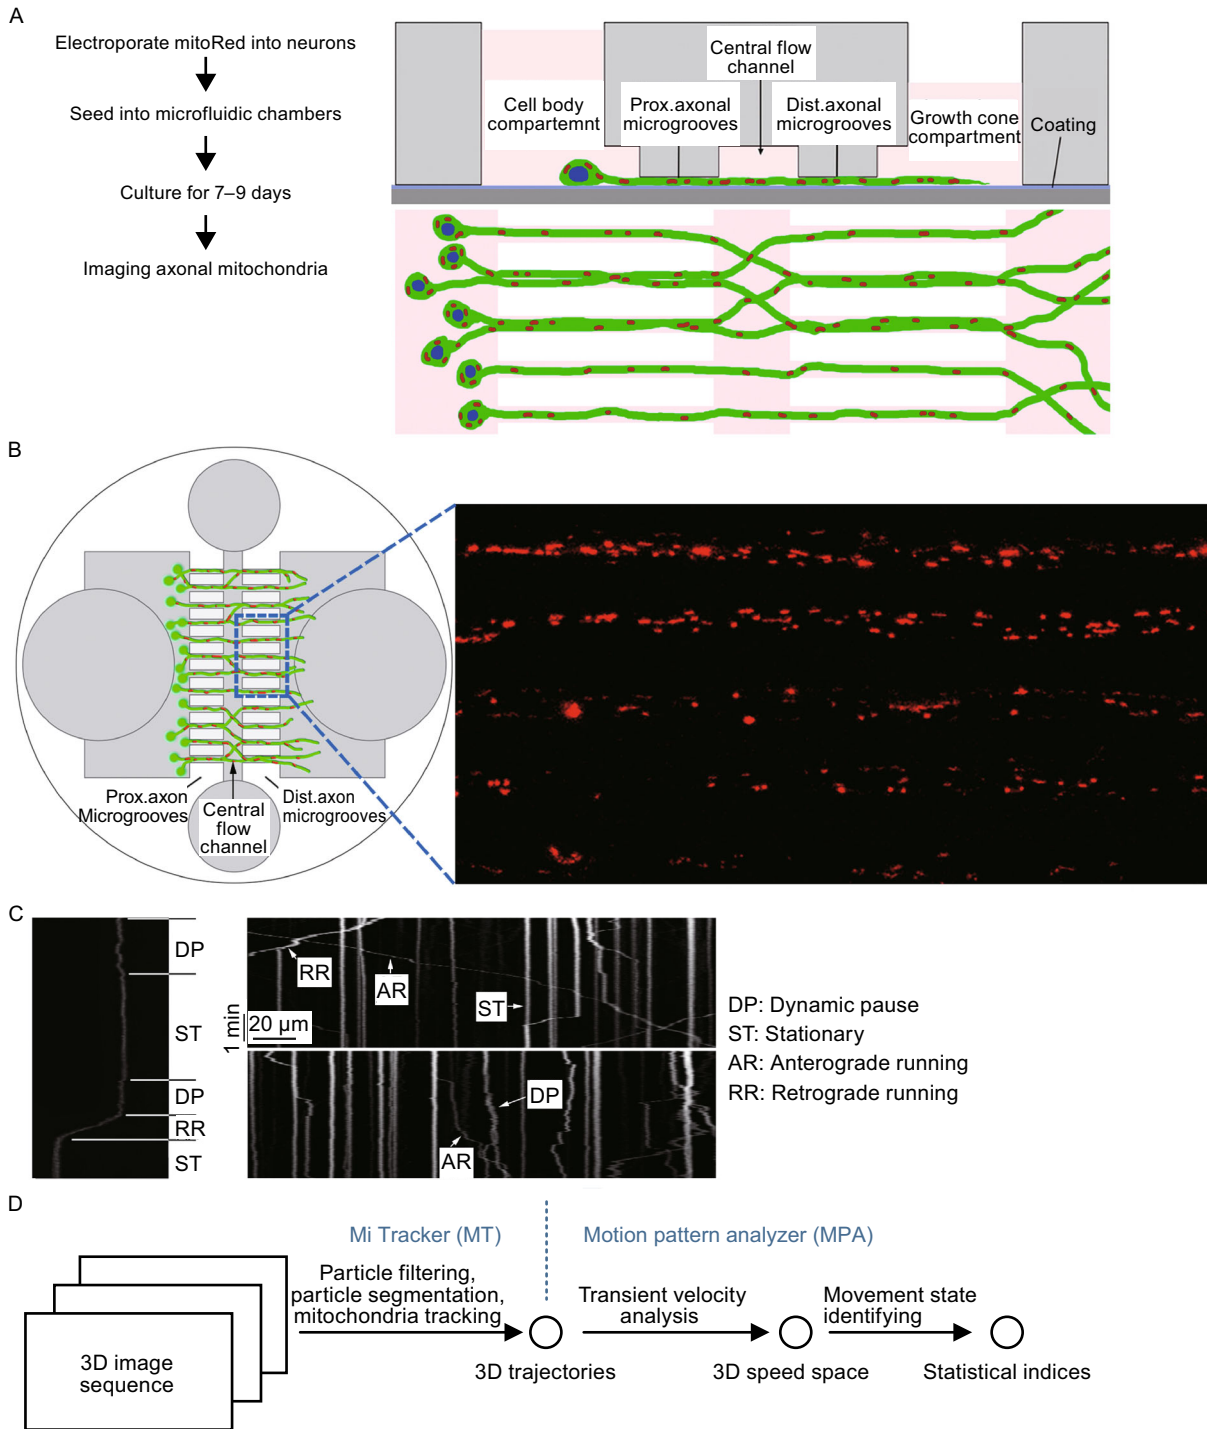 A
Electroporate mitoRed into neurons
Seed into microfluidic chambers
Culture for 7–9 days
Imaging axonal mitochondria
Central flow
channel
Cell body
compartemnt
Prox.axonal
microgrooves
Dist.axonal
microgrooves
Growth cone
compartment
Coating
B
Prox.axon
Microgrooves
Central
flow
channel
Dist.axon
microgrooves
C
DP
ST
DP
RR
ST
1 min
20 µm
RR
AR
ST
DP
AR
DP: Dynamic pause
ST: Stationary
AR: Anterograde running
RR: Retrograde running
D
Mi Tracker (MT)
Motion pattern analyzer (MPA)
3D image
sequence
Particle filtering,
particle segmentation,
mitochondria tracking
3D trajectories
Transient velocity
analysis
3D speed space
Movement state
identifying
Statistical indices